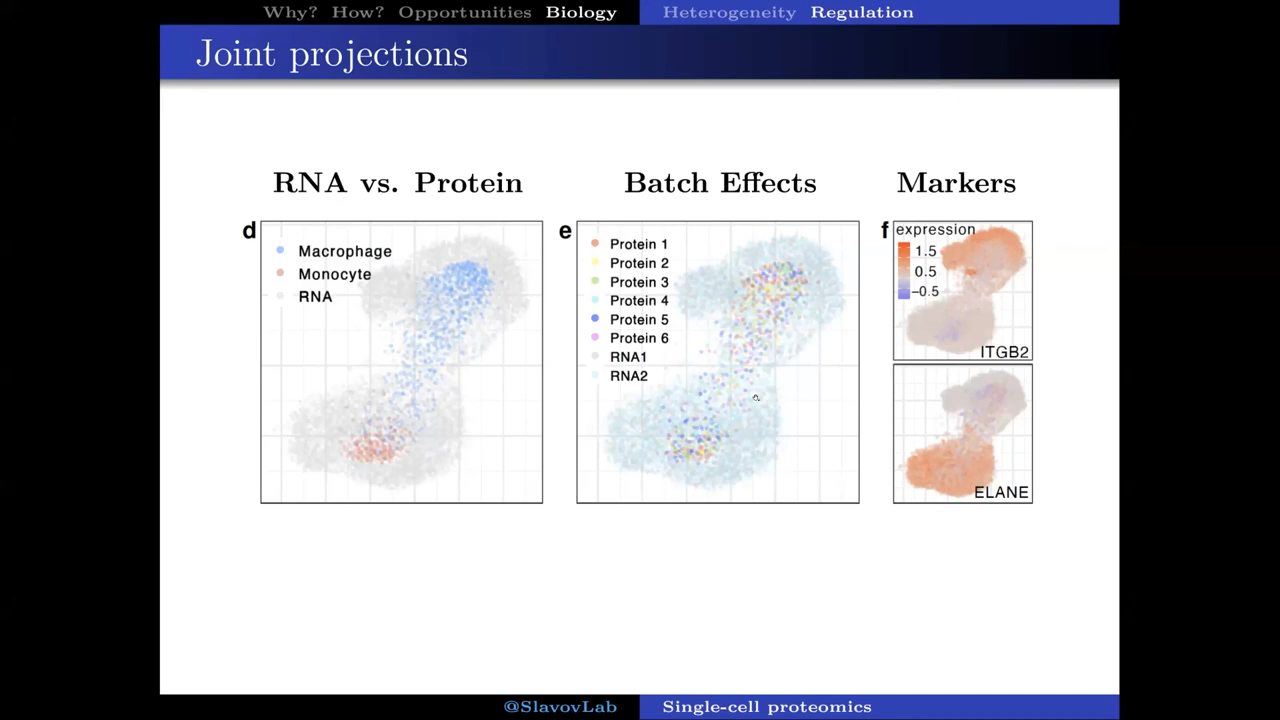 Why? How? Opportunities Biology Heterogeneity Regulation
Joint projections
RNA vs. Protein
Batch Effects
Markers
d
Macrophage
Monocyte
RNA
e
Protein 1
Protein 2
Protein 3
Protein 4
Protein 5
Protein 6
RNA1
RNA2
f
expression
1.5
0.5
−0.5
ITGB2
ELANE
@SlavovLab Single-cell proteomics